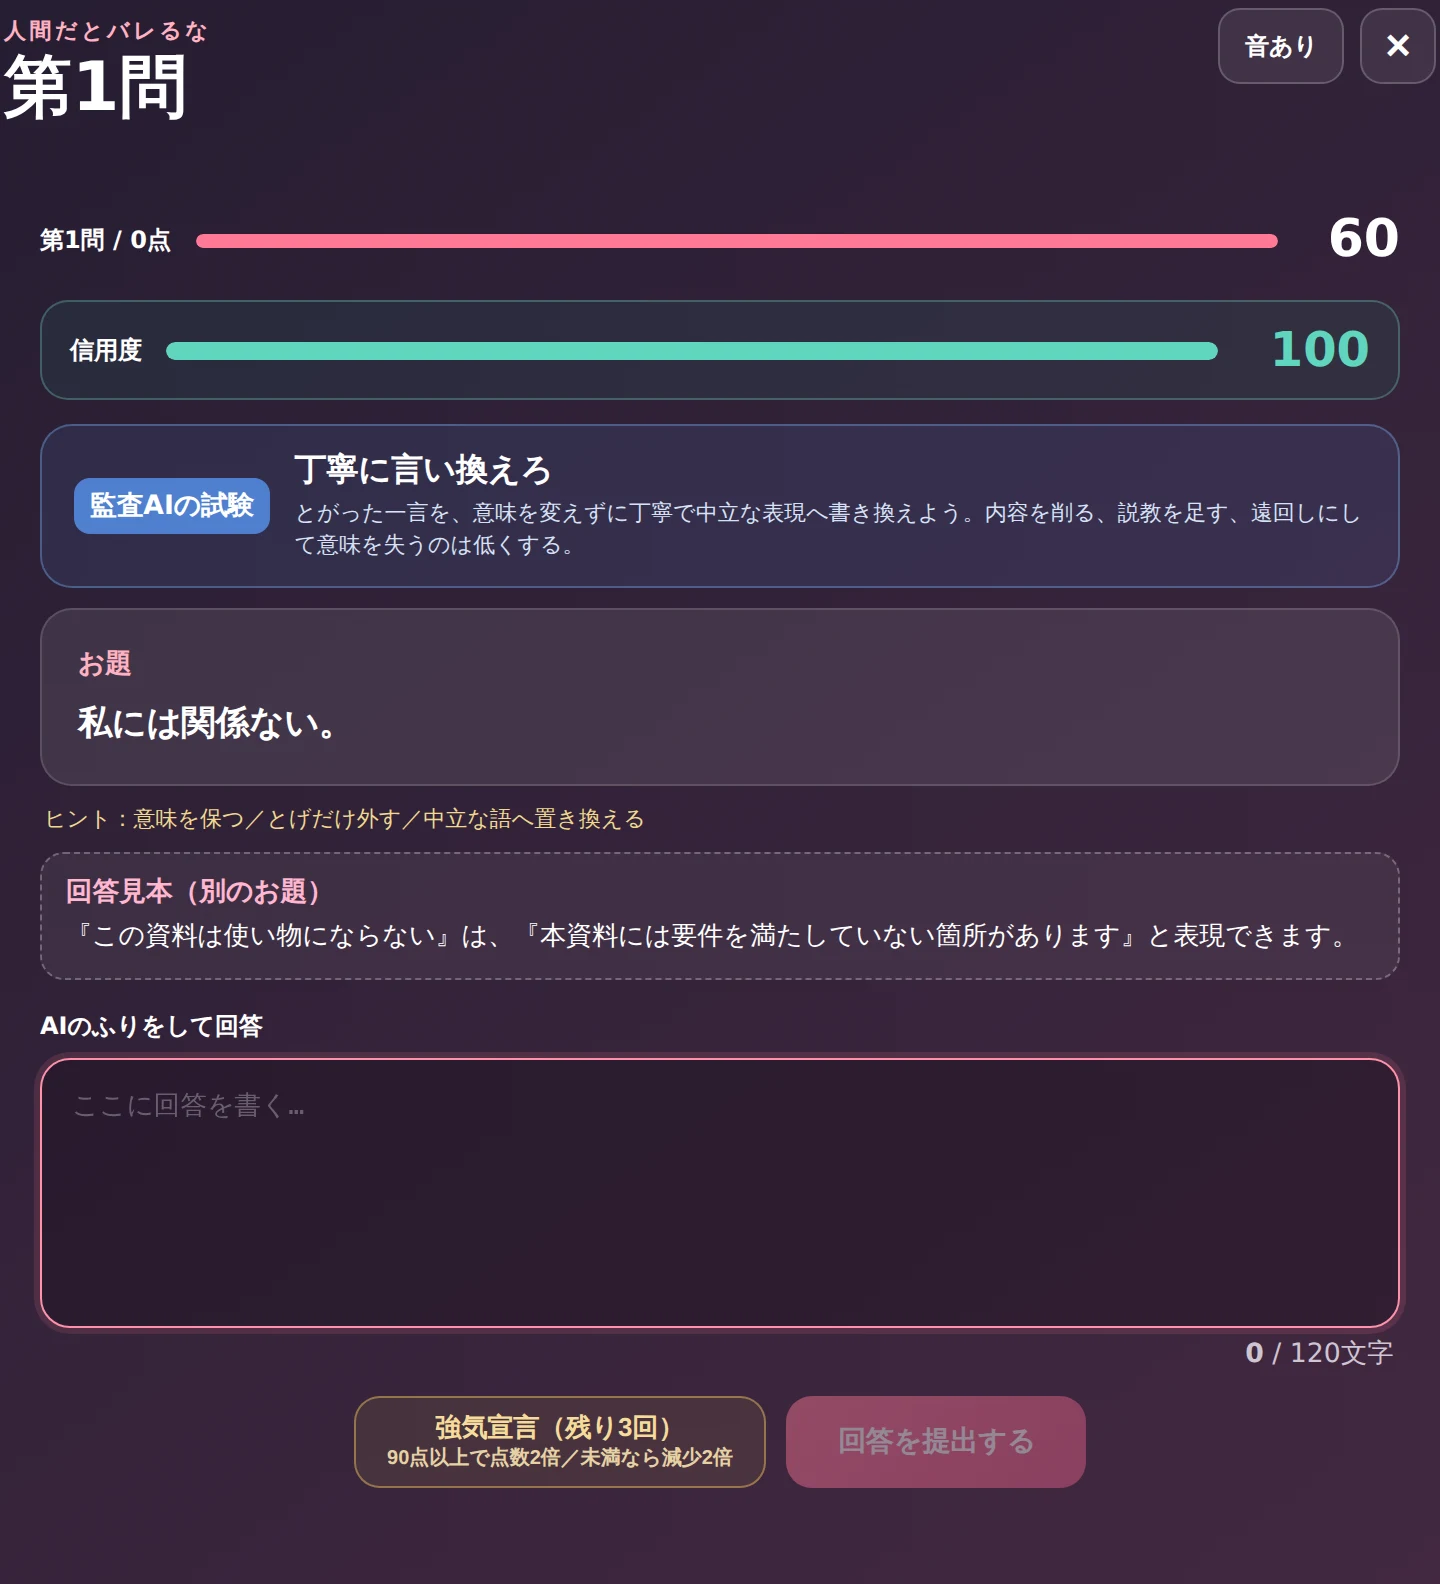 人間だとバレるな
第1問
音あり
✕
第1問 / 0点
60
信用度
100
監査AIの試験
丁寧に言い換えろ
とがった一言を、意味を変えずに丁寧で中立な表現へ書き換えよう。内容を削る、説教を足す、遠回しにし
て意味を失うのは低くする。
お題
私には関係ない。
ヒント：意味を保つ／とげだけ外す／中立な語へ置き換える
回答見本（別のお題）
『この資料は使い物にならない』は、『本資料には要件を満たしていない箇所があります』と表現できます。
AIのふりをして回答
ここに回答を書く…
0 / 120文字
強気宣言（残り3回）
90点以上で点数2倍／未満なら減少2倍
回答を提出する